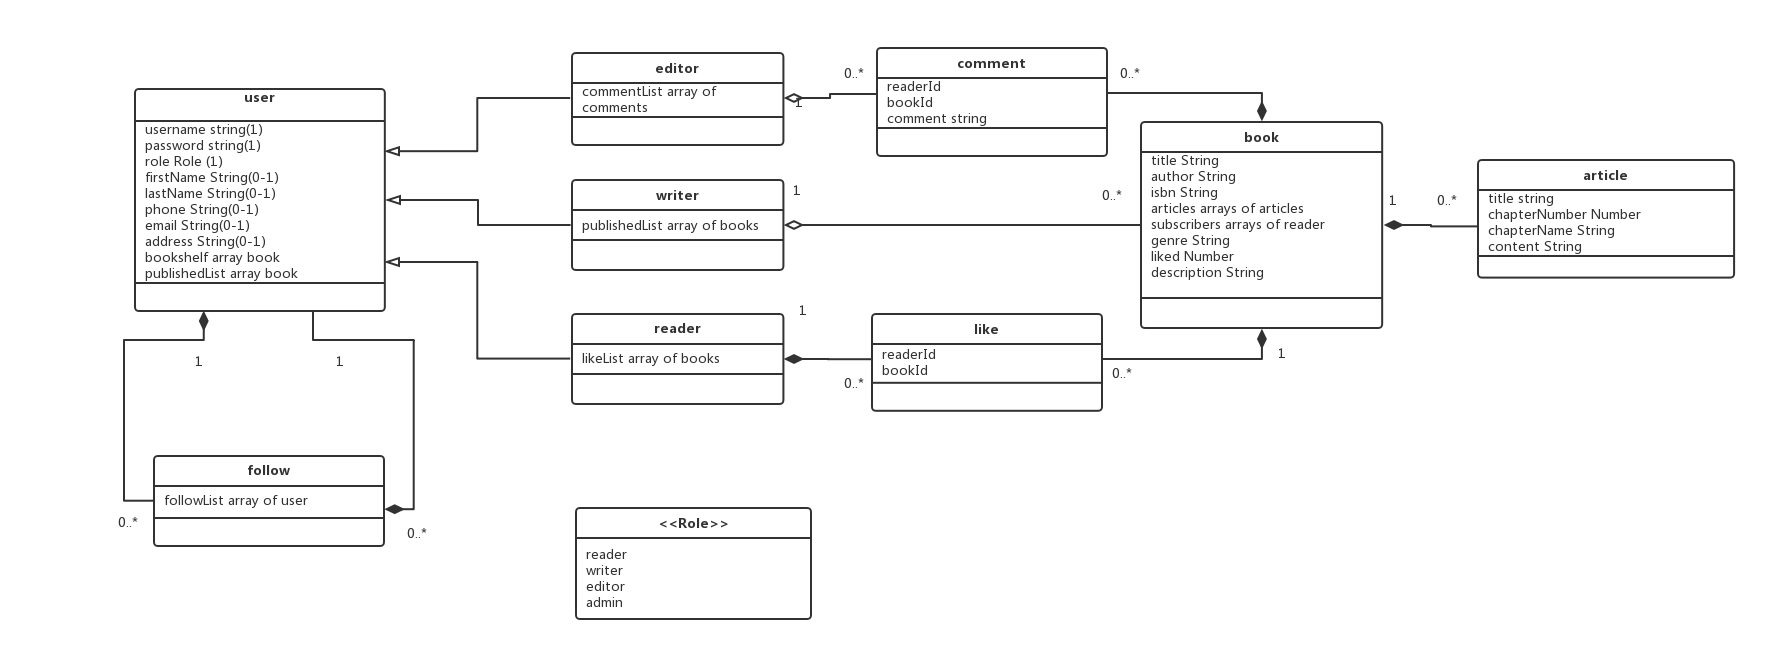 user
username string(1)
password string(1)
role Role (1)
firstName String(0-1)
lastName String(0-1)
phone String(0-1)
email String(0-1)
address String(0-1)
bookshelf array book
publishedList array book
1
1
follow
followList array of user
0..*
0..*
editor
commentList array of
comments
1
0..*
comment
readerId
bookId
comment string
0..*
writer
publishedList array of books
1
0..*
reader
likeList array of books
1
0..*
like
readerId
bookId
0..*
1
book
title String
author String
isbn String
articles arrays of articles
subscribers arrays of reader
genre String
liked Number
description String
1
0..*
article
title string
chapterNumber Number
chapterName String
content String
<<Role>>
reader
writer
editor
admin